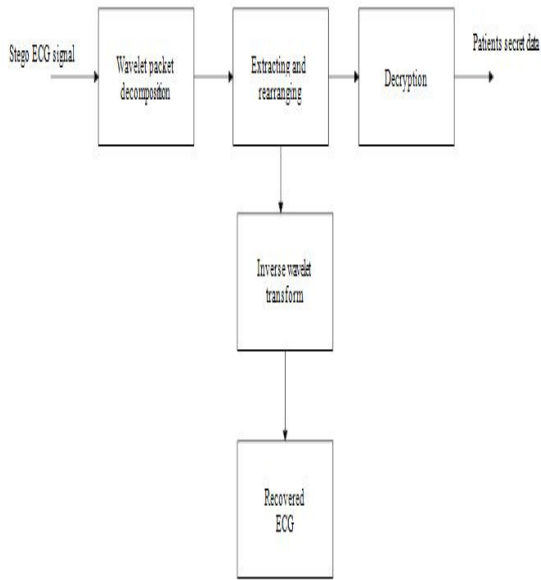 Stego ECG signal
Wavelet packet
decomposition
Extracting and
rearranging
Decryption
Patients secret data
Inverse wavelet
transform
Recovered
ECG